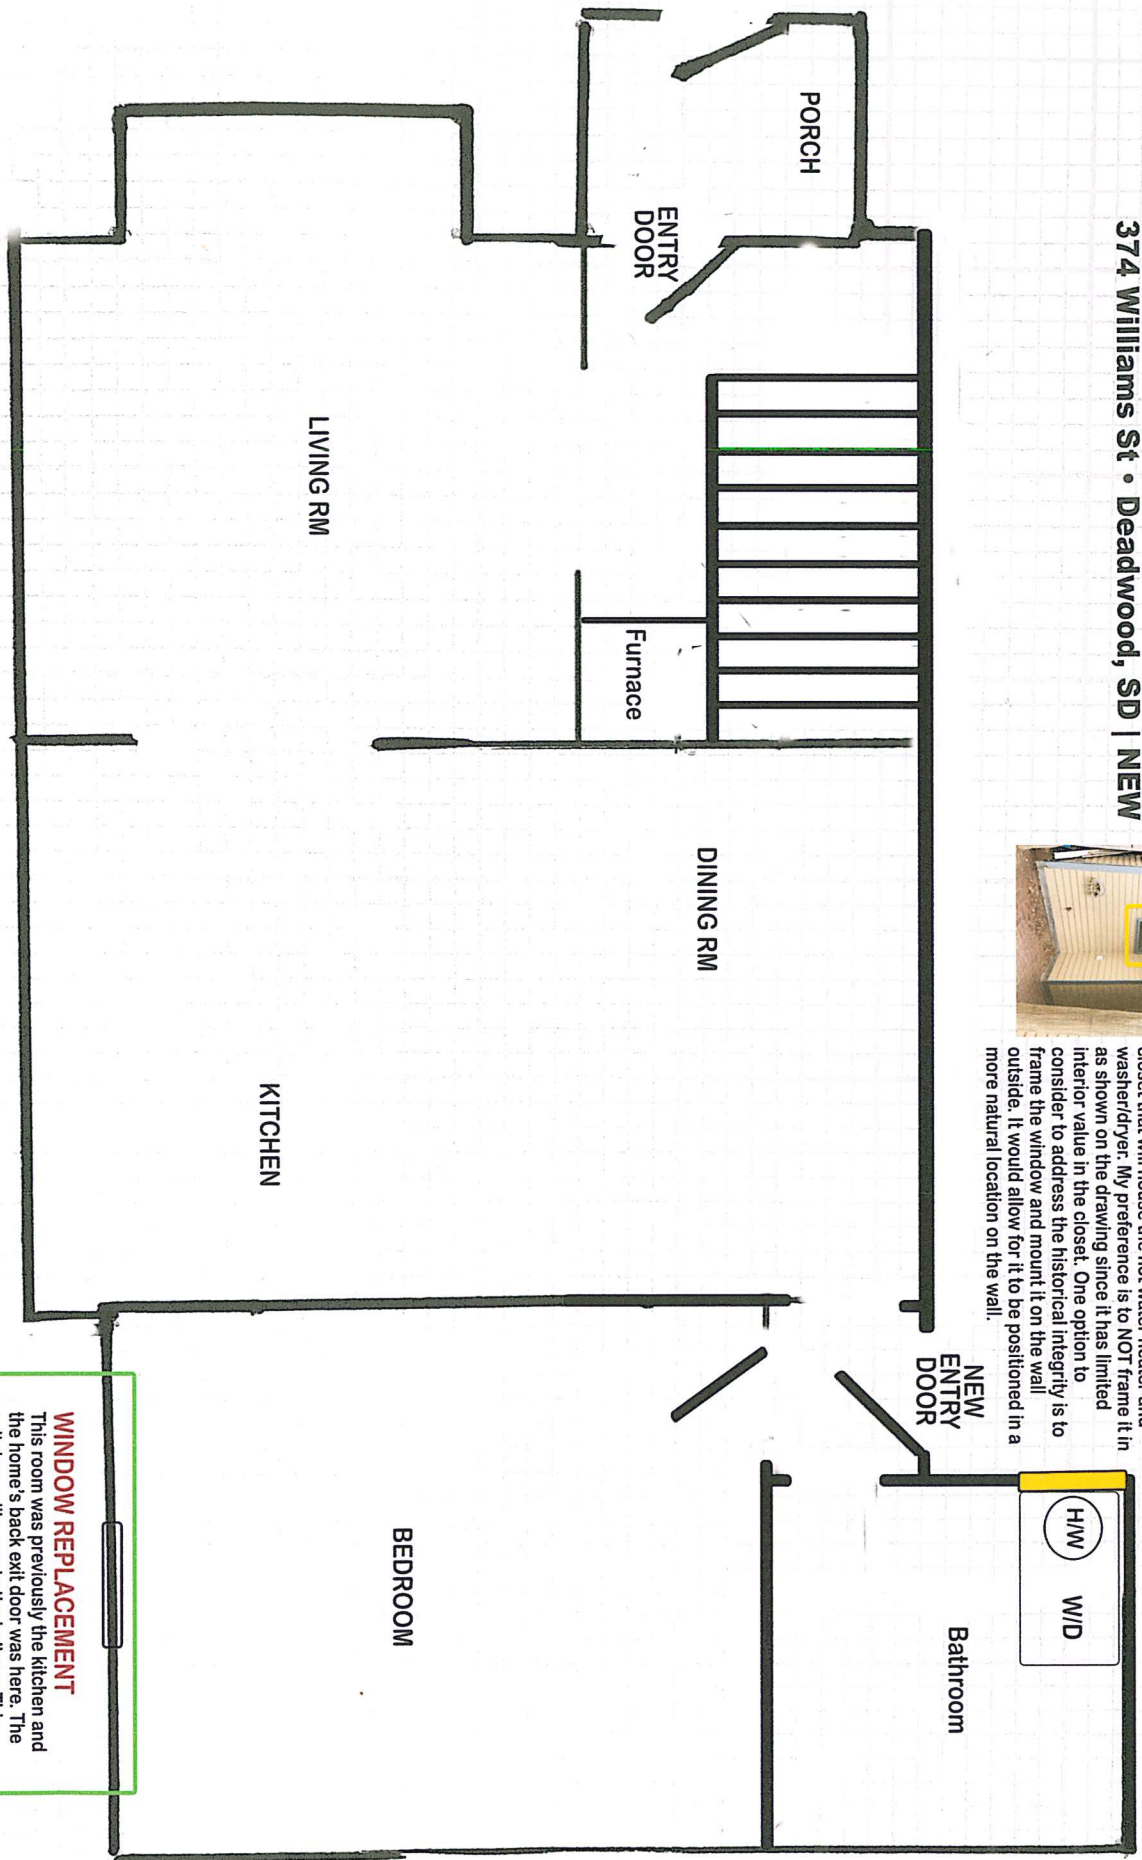 374 Williams St • Deadwood, SD | NEW
washer/dryer. My preference is to NOT frame it in
as shown on the drawing since it has limited
interior value in the closet. One option to
consider to address the historical integrity is to
frame the window and mount it on the wall
outside. It would allow for it to be positioned in a
more natural location on the wall.
PORCH
ENTRY
DOOR
LIVING RM
Furnace
DINING RM
KITCHEN
NEW
ENTRY
DOOR
H/W
W/D
Bathroom
BEDROOM
WINDOW REPLACEMENT
This room was previously the kitchen and
the home's back exit door was here. The